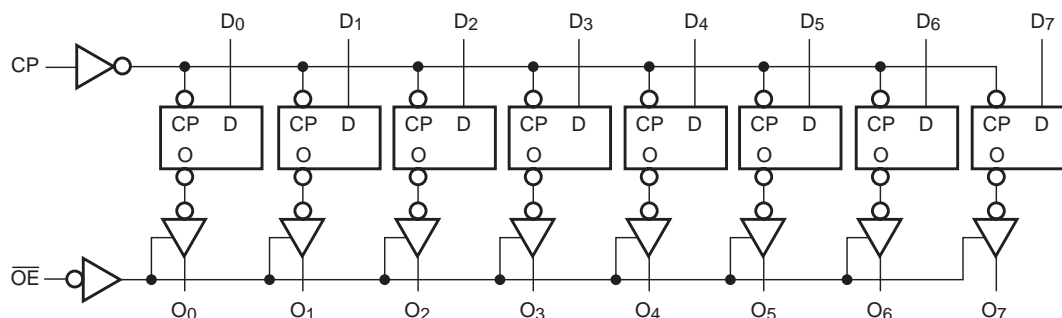 D0 D1 D2 D3 D4 D5 D6 D7
CP
CP D CP D CP D CP D CP D CP D CP D CP D
O O O O O O O O
O̅E̅
O0 O1 O2 O3 O4 O5 O6 O7